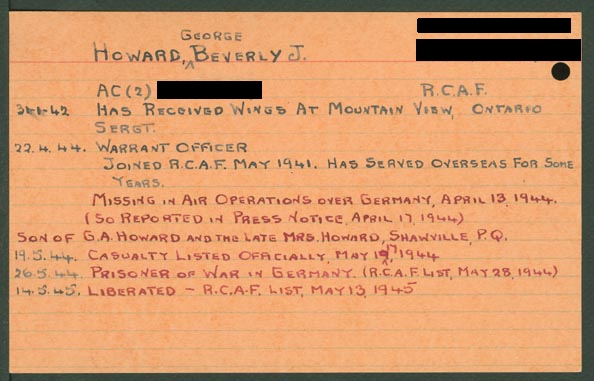 GEORGE
HOWARD, ^ BEVERLY J.
AC(2) R.C.A.F.
31-1-42 HAS RECEIVED WINGS AT MOUNTAIN VIEW, ONTARIO
SERGT.
22.4.44. WARRANT OFFICER
JOINED R.C.A.F. MAY 1941. HAS SERVED OVERSEAS FOR SOME
YEARS.
MISSING IN AIR OPERATIONS OVER GERMANY, APRIL 13, 1944.
(SO REPORTED IN PRESS NOTICE, APRIL 17, 1944)
SON OF G.A. HOWARD AND THE LATE MRS. HOWARD, SHAWVILLE, P.Q.
19.5.44. CASUALTY LISTED OFFICIALLY, MAY 1944
26.5.44. PRISONER OF WAR IN GERMANY. (R.C.A.F. LIST, MAY 28, 1944)
14.5.45. LIBERATED – R.C.A.F. LIST, MAY 13, 1945